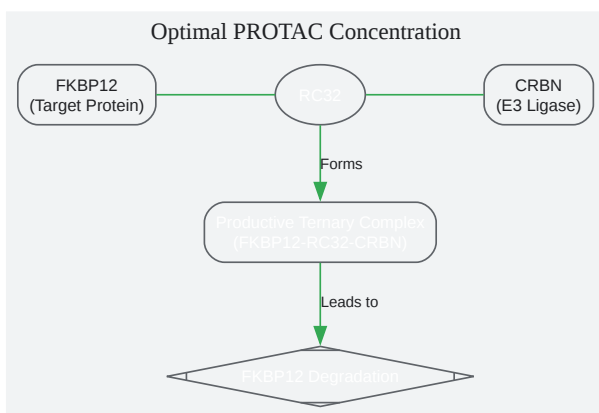 Optimal PROTAC Concentration
FKBP12
(Target Protein)
RC32
CRBN
(E3 Ligase)
Forms
Productive Ternary Complex
(FKBP12-RC32-CRBN)
Leads to
FKBP12 Degradation